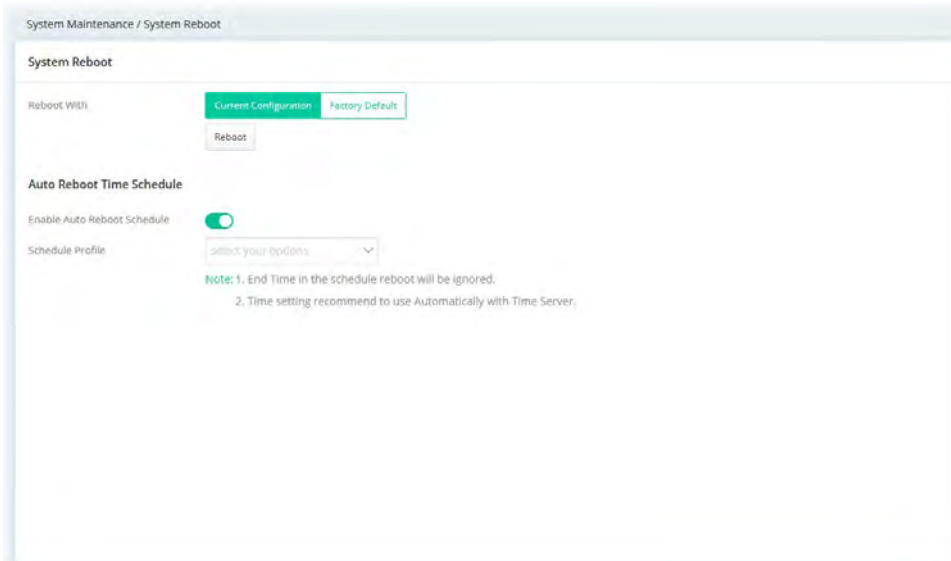 System Maintenance / System Reboot
System Reboot
Reboot With
Current Configuration Factory Default
Reboot
Auto Reboot Time Schedule
Enable Auto Reboot Schedule
Schedule Profile select your options
Note: 1. End Time in the schedule reboot will be ignored.
2. Time setting recommend to use Automatically with Time Server.